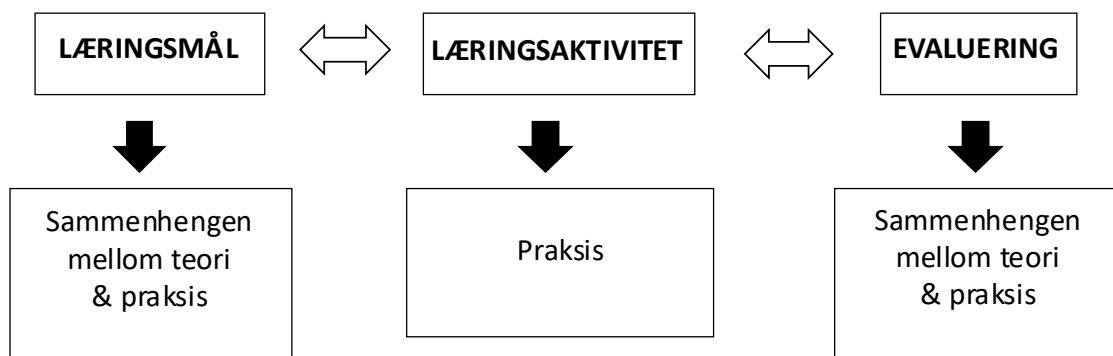 LÆRINGSMÅL
LÆRINGSAKTIVITET
EVALUERING
Sammenhengen
mellom teori
& praksis
Praksis
Sammenhengen
mellom teori
& praksis